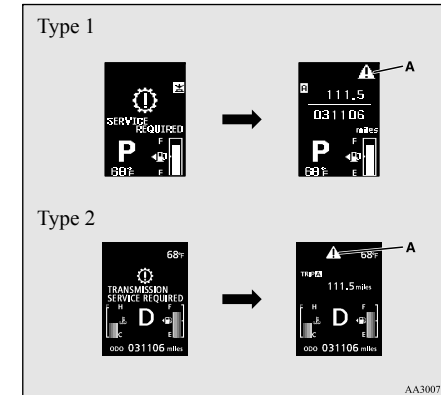 Type 1
SERVICE
REQUIRED
F
P
68°F
F
A
A
111.5
031106
miles
F
P
68°F
E
Type 2
68°F
TRANSMISSION
SERVICE REQUIRED
H
F
D
C
E
ODO 031106 miles
A
68°F
TRIP A
111.5 miles
H
F
D
C
E
ODO 031106 miles
AA3007